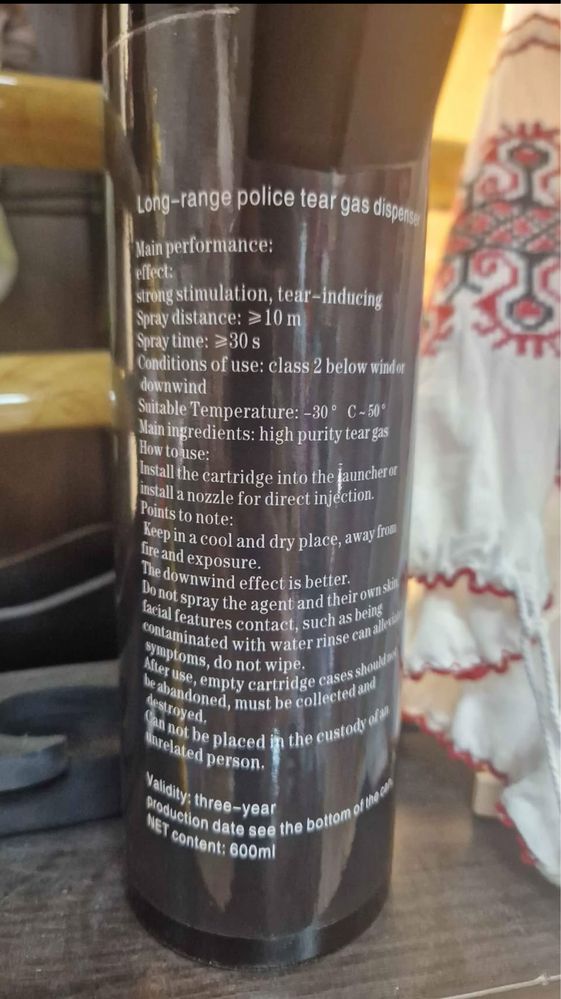 Long-range police tear gas dispenser
Main performance:
effect:
strong stimulation, tear-inducing
Spray distance: ⩾10 m
Spray time: ⩾30 s
Conditions of use: class 2 below wind or
downwind
Suitable Temperature: -30° C~50°
Main ingredients: high purity tear gas
How to use:
Install the cartridge into the launcher or
install a nozzle for direct injection.
Points to note:
Keep in a cool and dry place, away from
fire and exposure.
The downwind effect is better.
Do not spray the agent and their own skin,
facial features contact, such as being
contaminated with water rinse can
symptoms, do not wipe.
After use, empty cartridge cases should not
be abandoned, must be collected and
destroyed.
Can not be placed in the custody of an
unrelated person.
Validity: three-year
production date see the bottom of the can.
NET content: 600ml